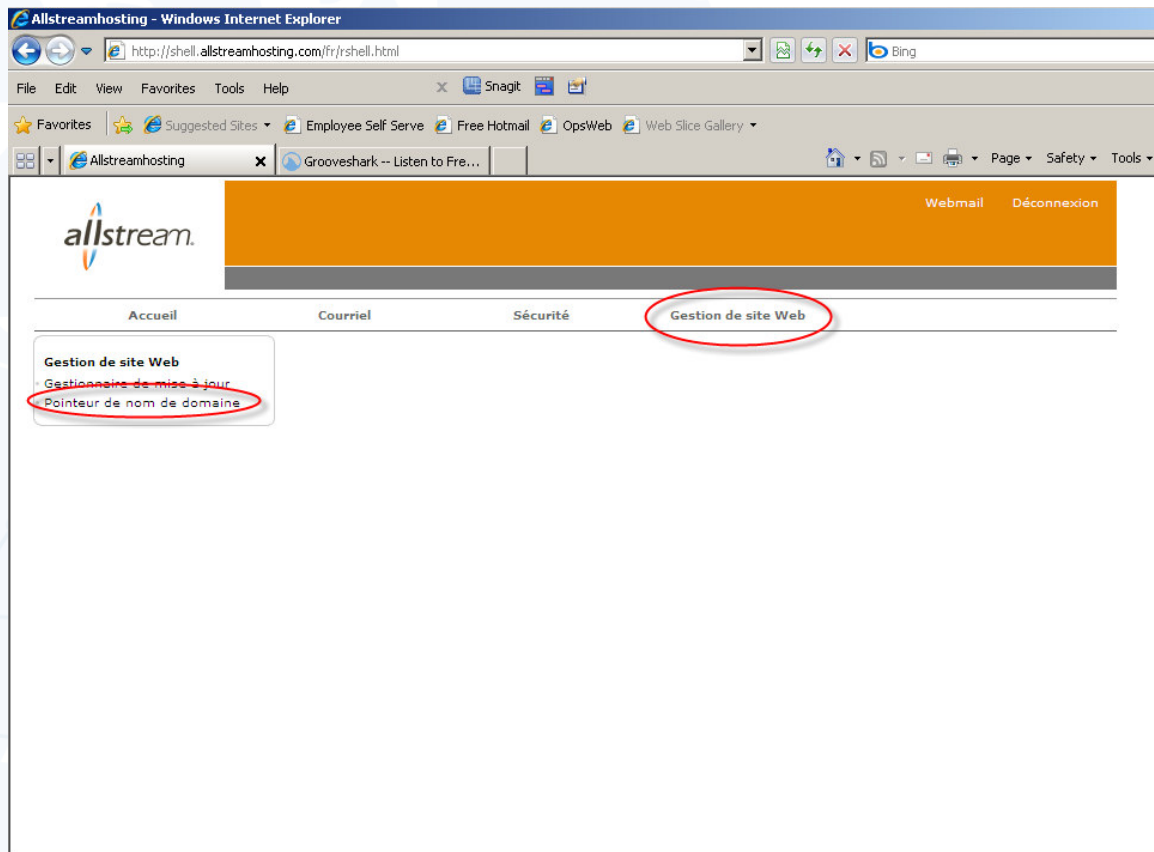 Allstreamhosting - Windows Internet Explorer
http://shell.allstreamhosting.com/fr/rshell.html
Bing
File Edit View Favorites Tools Help x Snagit
Favorites Suggested Sites Employee Self Serve Free Hotmail OpsWeb Web Slice Gallery
Allstreamhosting Grooveshark -- Listen to Fre... Page Safety Tools
allstream.
Webmail Déconnexion
Accueil Courriel Sécurité Gestion de site Web
Gestion de site Web
Gestionnaire de mise à jour
Pointeur de nom de domaine